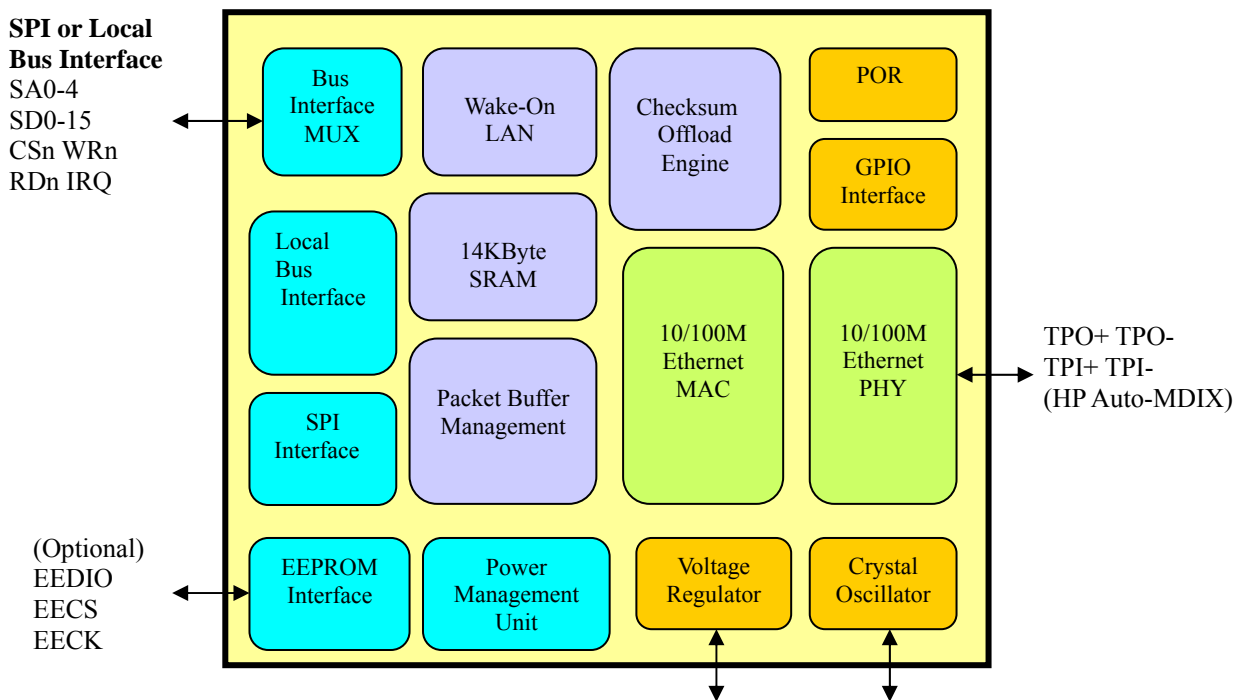 SPI or Local
Bus Interface
SA0-4
SD0-15
CSn WRn
RDn IRQ
Bus
Interface
MUX
Wake-On
LAN
Checksum
Offload
Engine
POR
GPIO
Interface
Local
Bus
Interface
14KByte
SRAM
10/100M
Ethernet
MAC
10/100M
Ethernet
PHY
TPO+ TPO-
TPI+ TPI-
(HP Auto-MDIX)
SPI
Interface
Packet Buffer
Management
(Optional)
EEDIO
EECS
EECK
EEPROM
Interface
Power
Management
Unit
Voltage
Regulator
Crystal
Oscillator